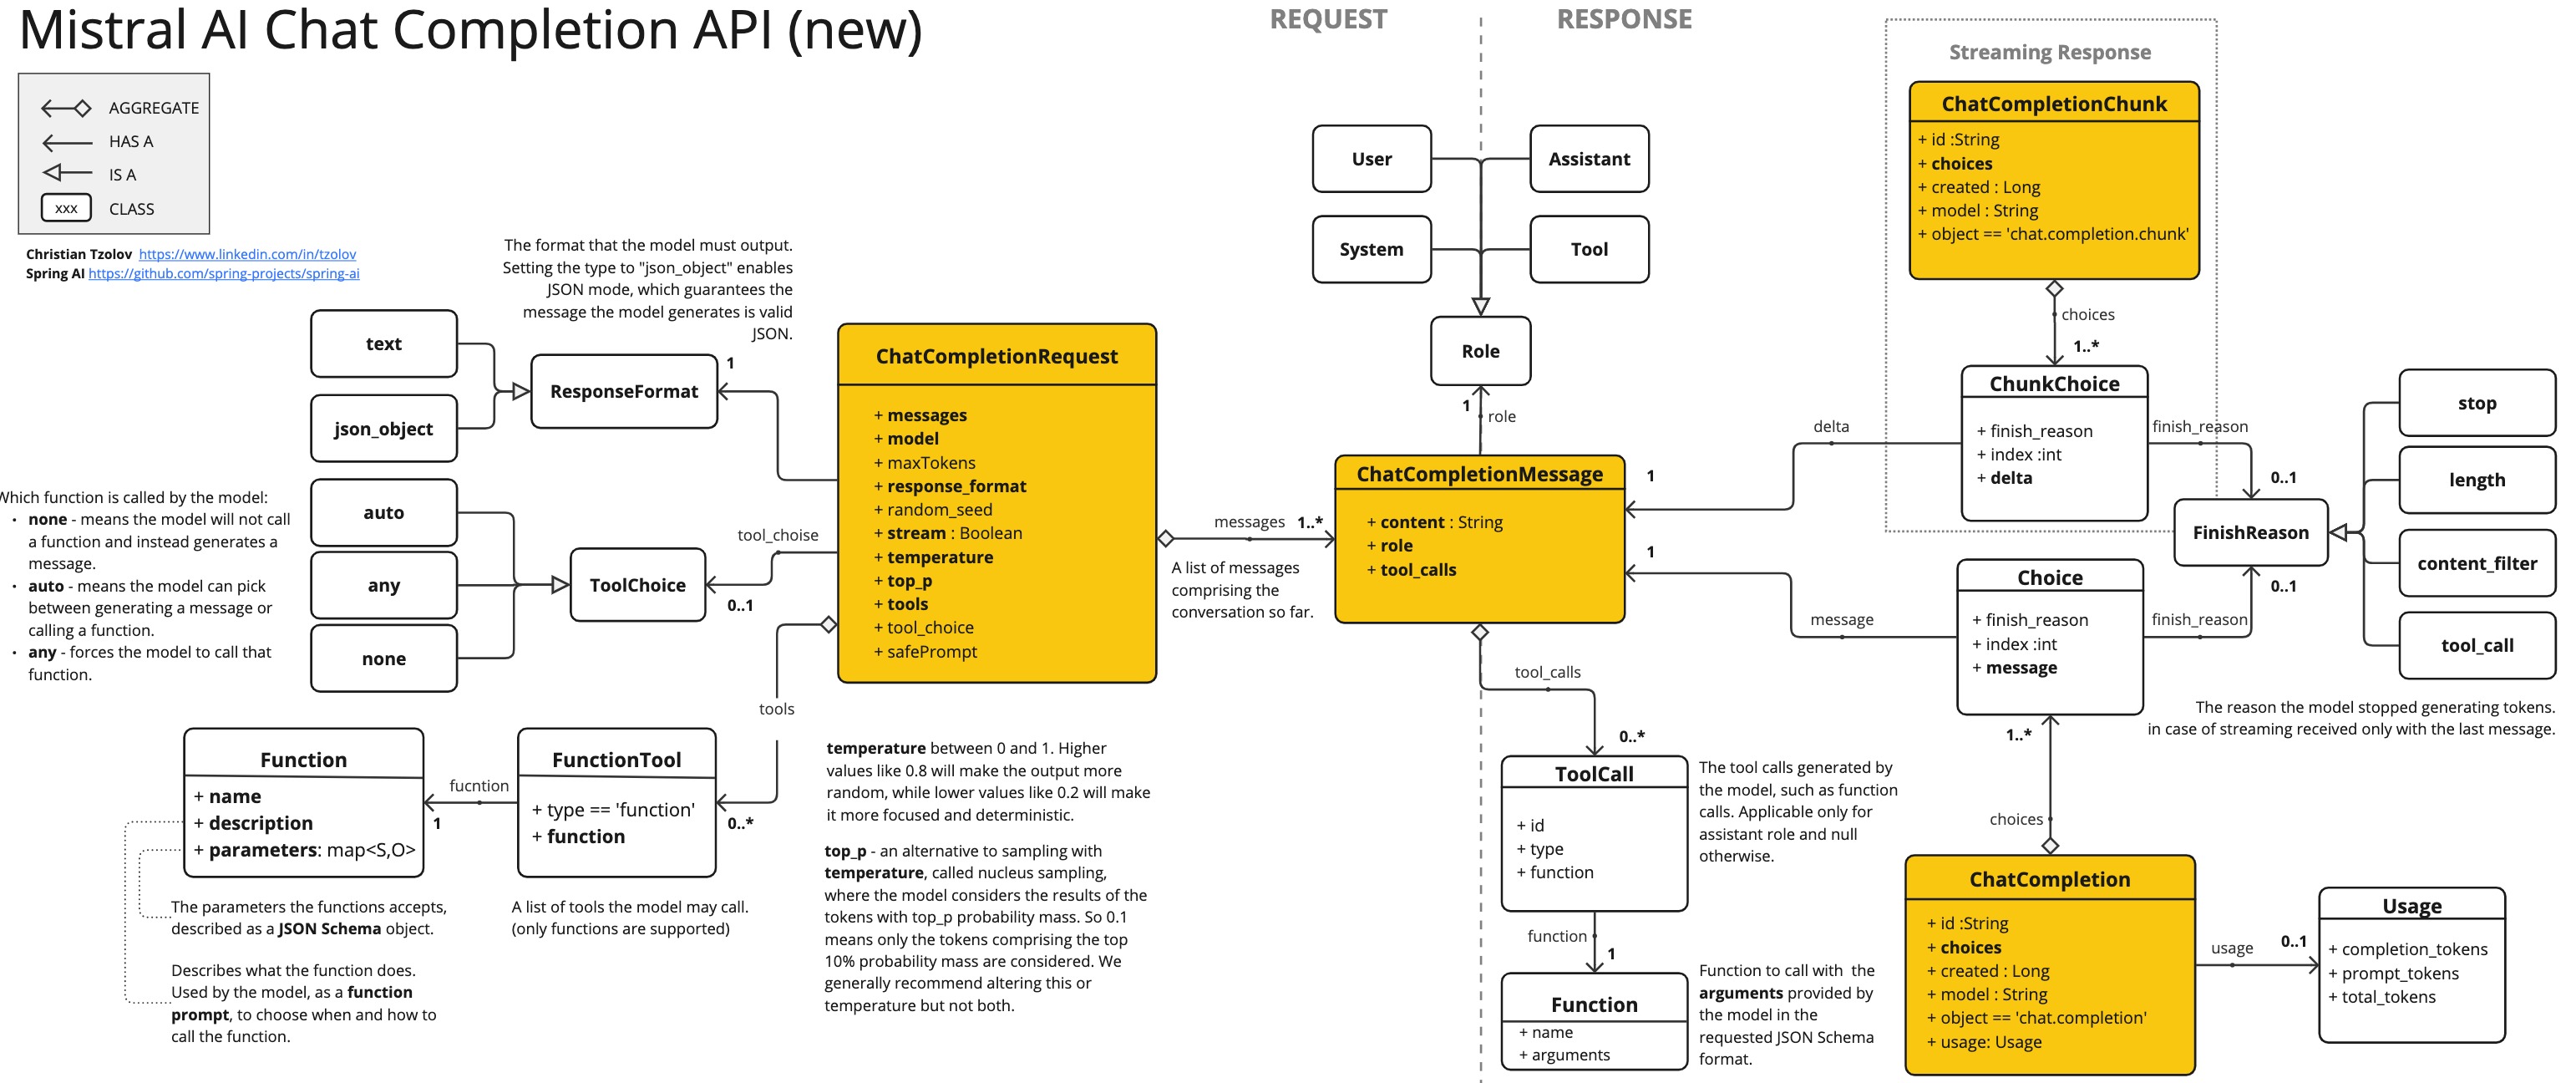 Mistral AI Chat Completion API (new)
AGGREGATE
HAS A
IS A
xxx
CLASS
Christian Tzolov https://www.linkedin.com/in/tzolov
Spring AI https://github.com/spring-projects/spring-ai
The format that the model must output.
Setting the type to "json_object" enables
JSON mode, which guarantees the
message the model generates is valid
JSON.
text
json_object
ResponseFormat
1
Which function is called by the model:
• none - means the model will not call
a function and instead generates a
message.
• auto - means the model can pick
between generating a message or
calling a function.
• any - forces the model to call that
function.
auto
any
none
ToolChoice
tool_choise
0..1
ChatCompletionRequest
+ messages
+ model
+ maxTokens
+ response_format
+ random_seed
+ stream : Boolean
+ temperature
+ top_p
+ tools
+ tool_choice
+ safePrompt
tools
0..*
Function
+ name
+ description
+ parameters: map<S,O>
fucntion
1
FunctionTool
+ type == 'function'
+ function
The parameters the functions accepts,
described as a JSON Schema object.
Describes what the function does.
Used by the model, as a function
prompt, to choose when and how to
call the function.
A list of tools the model may call.
(only functions are supported)
temperature between 0 and 1. Higher
values like 0.8 will make the output more
random, while lower values like 0.2 will make
it more focused and deterministic.
top_p - an alternative to sampling with
temperature, called nucleus sampling,
where the model considers the results of the
tokens with top_p probability mass. So 0.1
means only the tokens comprising the top
10% probability mass are considered. We
generally recommend altering this or
temperature but not both.
REQUEST
RESPONSE
User
Assistant
System
Tool
Role
1
role
messages
1..*
A list of messages
comprising the
conversation so far.
ChatCompletionMessage
+ content : String
+ role
+ tool_calls
1
1
delta
message
tool_calls
0..*
ToolCall
+ id
+ type
+ function
The tool calls generated by
the model, such as function
calls. Applicable only for
assistant role and null
otherwise.
function
1
Function
+ name
+ arguments
Function to call with the
arguments provided by
the model in the
requested JSON Schema
format.
Streaming Response
ChatCompletionChunk
+ id :String
+ choices
+ created : Long
+ model : String
+ object == 'chat.completion.chunk'
choices
1..*
ChunkChoice
+ finish_reason
+ index :int
+ delta
finish_reason
0..1
FinishReason
0..1
finish_reason
stop
length
content_filter
tool_call
The reason the model stopped generating tokens.
in case of streaming received only with the last message.
Choice
+ finish_reason
+ index :int
+ message
1..*
choices
ChatCompletion
+ id :String
+ choices
+ created : Long
+ model : String
+ object == 'chat.completion'
+ usage: Usage
usage
0..1
Usage
+ completion_tokens
+ prompt_tokens
+ total_tokens